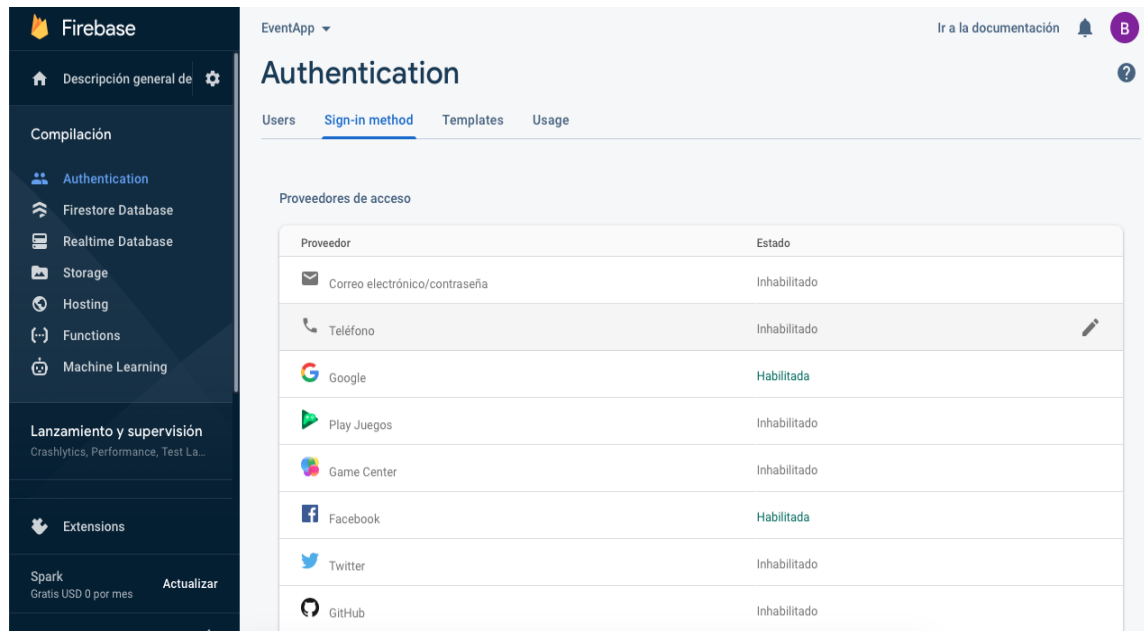 Firebase
Descripción general de
Compilación
Authentication
Firestore Database
Realtime Database
Storage
Hosting
Functions
Machine Learning
Lanzamiento y supervisión
Crashlytics, Performance, Test La...
Extensions
Spark
Gratis USD 0 por mes
Actualizar
EventApp
Ir a la documentación
B
Authentication
?
Users Sign-in method Templates Usage
Proveedores de acceso
Proveedor Estado
Correo electrónico/contraseña Inhabilitado
Teléfono Inhabilitado
Google Habilitada
Play Juegos Inhabilitado
Game Center Inhabilitado
Facebook Habilitada
Twitter Inhabilitado
GitHub Inhabilitado